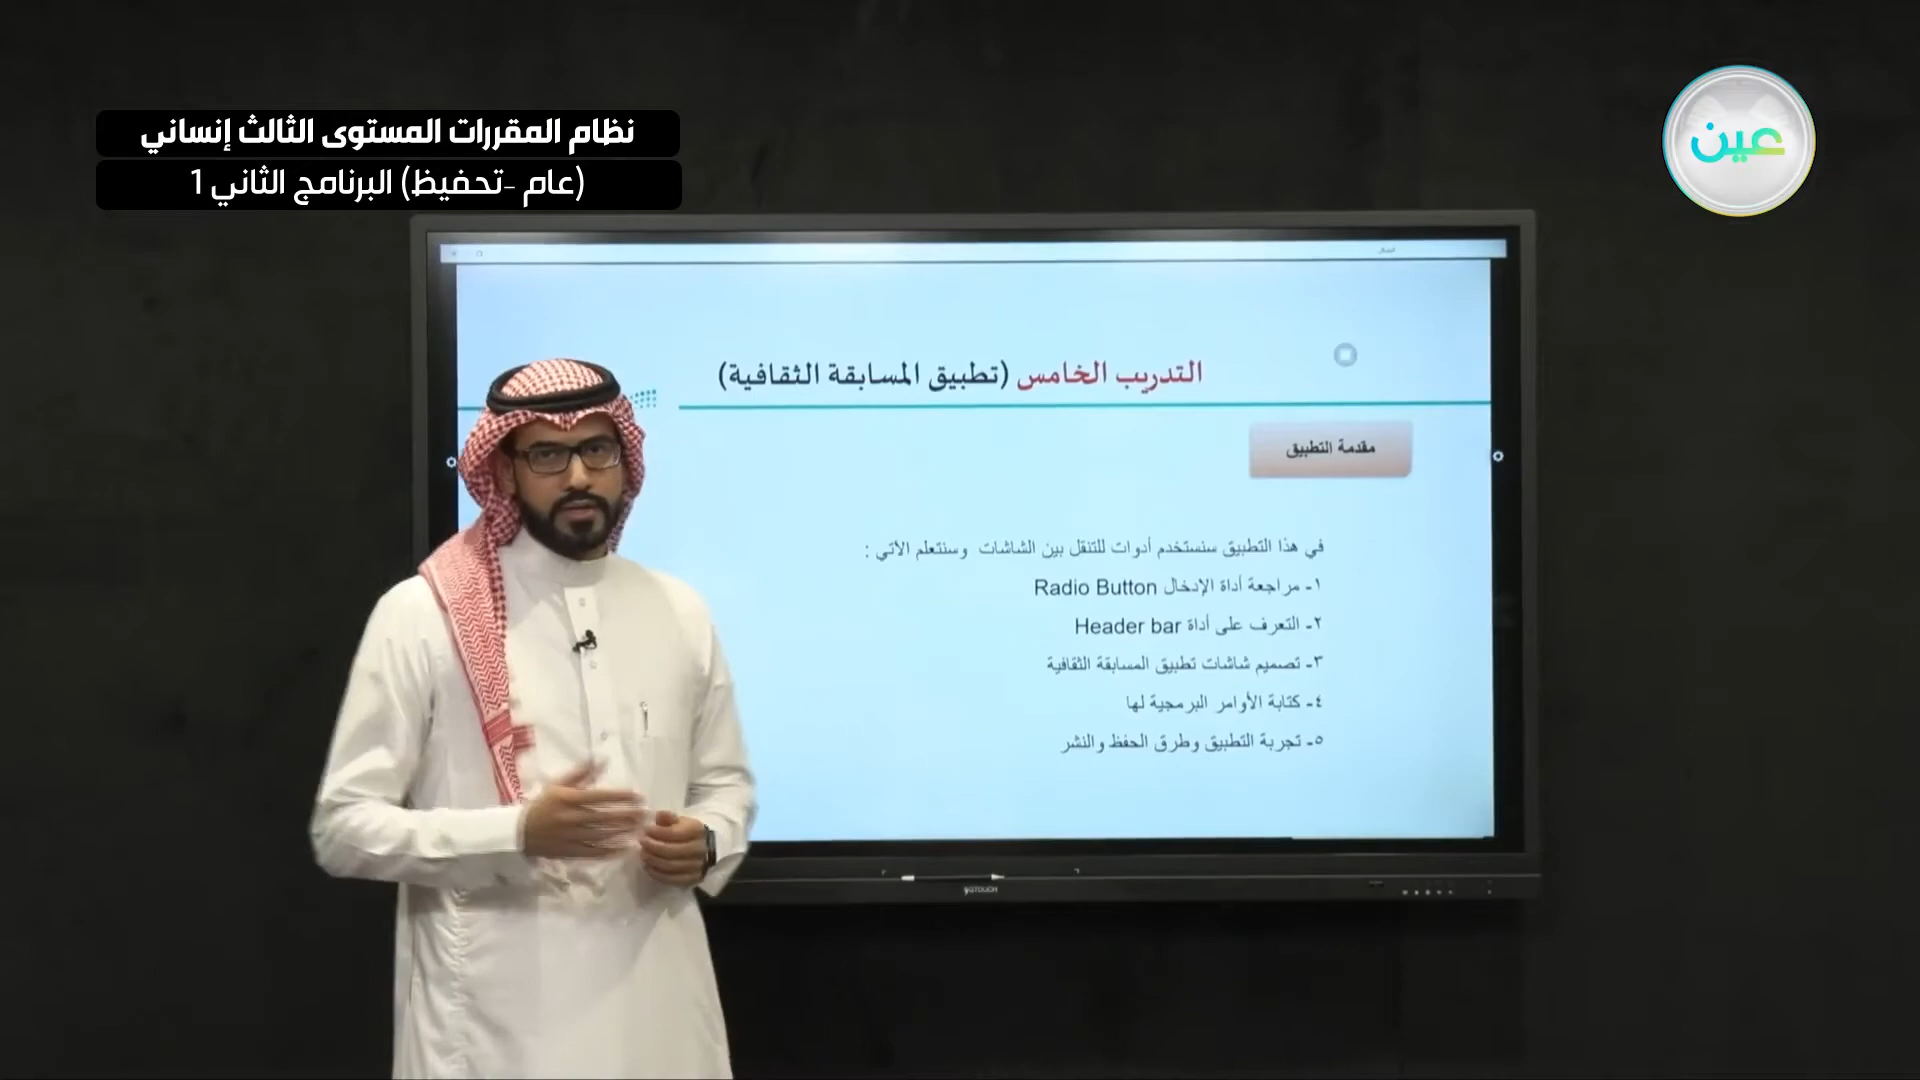 نظام المقررات المستوى الثالث إنساني
(عام -تحفيظ) البرنامج الثاني 1
عين
التدريب الخامس (تطبيق المسابقة الثقافية)
مقدمة التطبيق
في هذا التطبيق سنستخدم أدوات للتنقل بين الشاشات وسنتعلم الآتي :
١- مراجعة أداة الإدخال Radio Button
٢- التعرف على أداة Header bar
٣- تصميم شاشات تطبيق المسابقة الثقافية
٤- كتابة الأوامر البرمجية لها
٥- تجربة التطبيق وطرق الحفظ والنشر